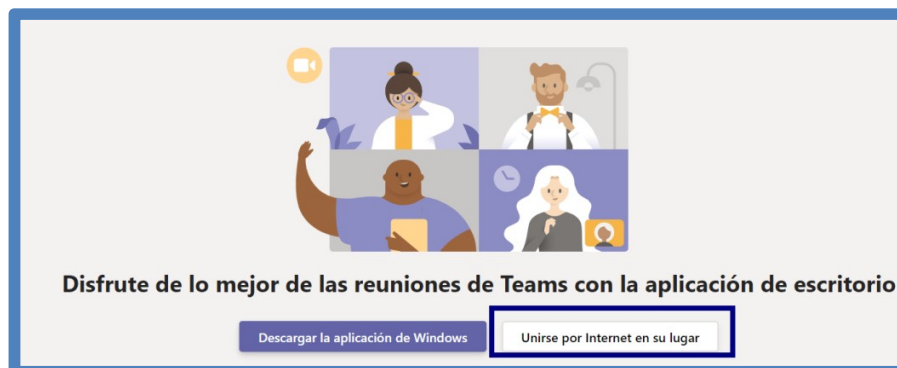 Disfrute de lo mejor de las reuniones de Teams con la aplicación de escritorio
Descargar la aplicación de Windows
Unirse por Internet en su lugar